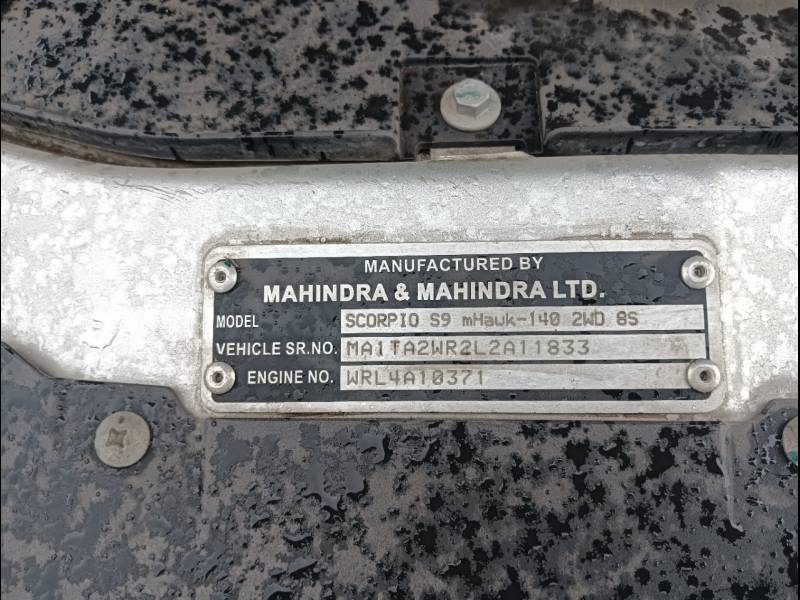 MANUFACTURED BY
MAHINDRA & MAHINDRA LTD.
MODEL SCORPIO S9 mHawk-140 2WD 8S
VEHICLE SR.NO. MA1TA2WR2L2A11833
ENGINE NO. WRL4A10371